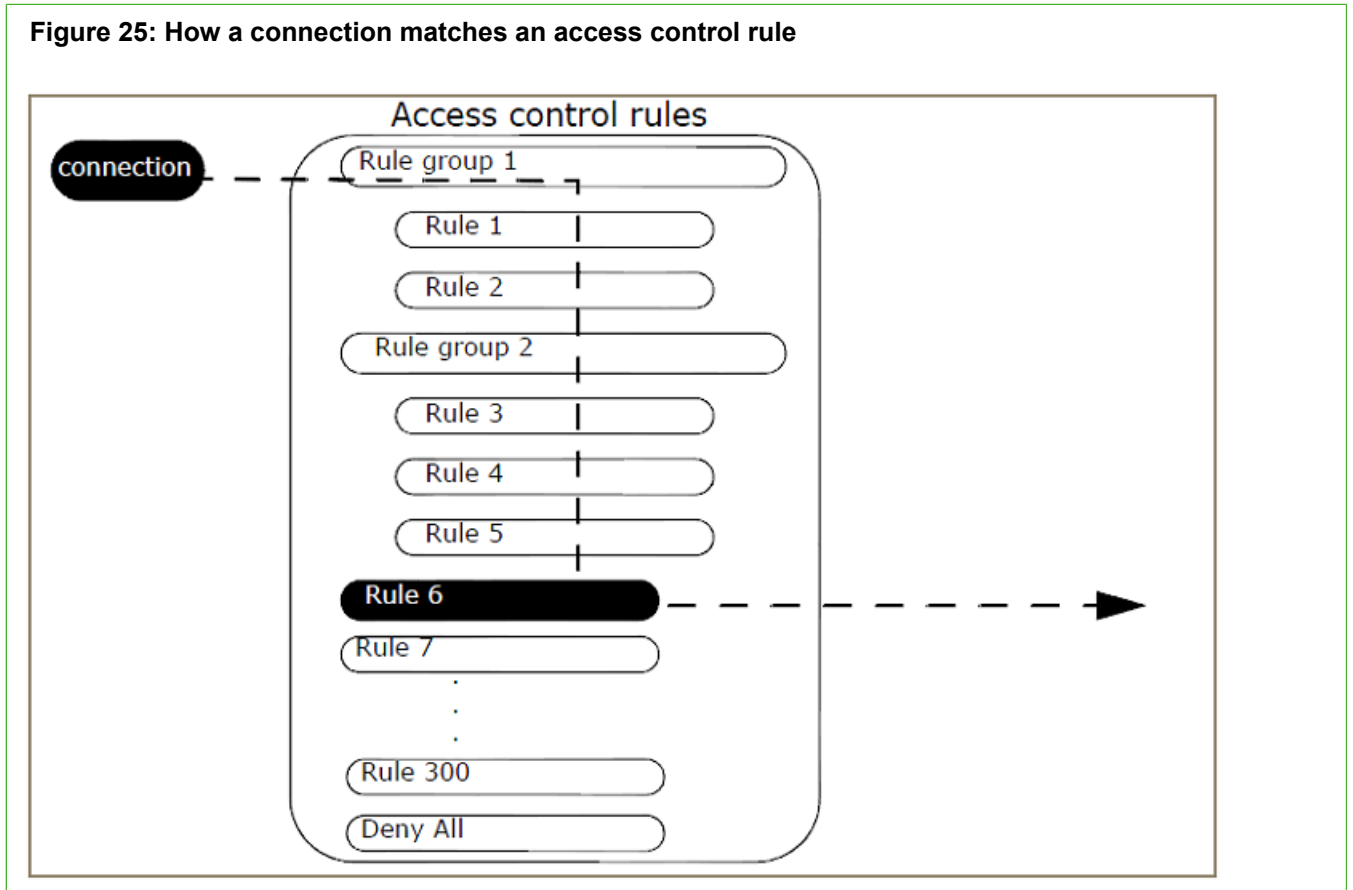 Figure 25: How a connection matches an access control rule
Access control rules
connection
Rule group 1
Rule 1
Rule 2
Rule group 2
Rule 3
Rule 4
Rule 5
Rule 6
Rule 7
.
.
.
Rule 300
Deny All